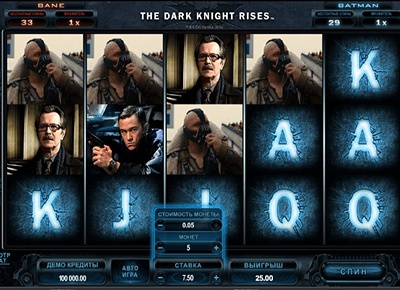 BANE
BATMAN
THE DARK KNIGHT RISES™
33
1x
29
1x
K
A
A
K
J
Q
Q
СТОИМОСТЬ МОНЕТЫ
0.05
МОНЕТ
5
ДЕМО КРЕДИТЫ
100 000.00
АВТО
ИГРА
СТАВКА
7.50
ВЫИГРЫШ
25.00
СПИН